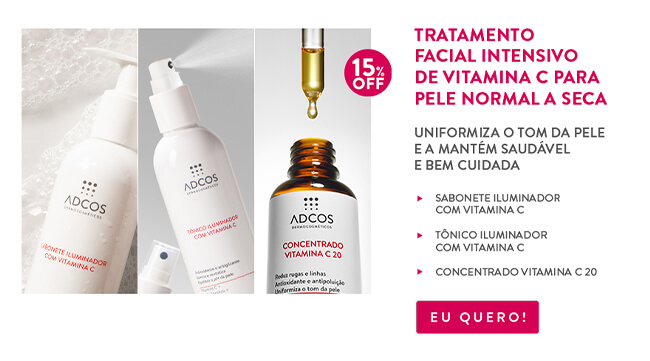 15% OFF
ADCOS
DERMOCOSMÉTICOS
SABONETE ILUMINADOR
COM VITAMINA C
ADCOS
DERMOCOSMÉTICOS
TÔNICO ILUMINADOR
COM VITAMINA C
ADCOS
DERMOCOSMÉTICOS
CONCENTRADO
VITAMINA C 20
Reduz rugas e linhas
Antioxidante e antipoluição
Uniformiza o tom da pele
TRATAMENTO
FACIAL INTENSIVO
DE VITAMINA C PARA
PELE NORMAL A SECA
UNIFORMIZA O TOM DA PELE
E A MANTÉM SAUDÁVEL
E BEM CUIDADA
SABONETE ILUMINADOR
COM VITAMINA C
TÔNICO ILUMINADOR
COM VITAMINA C
CONCENTRADO VITAMINA C 20
EU QUERO!